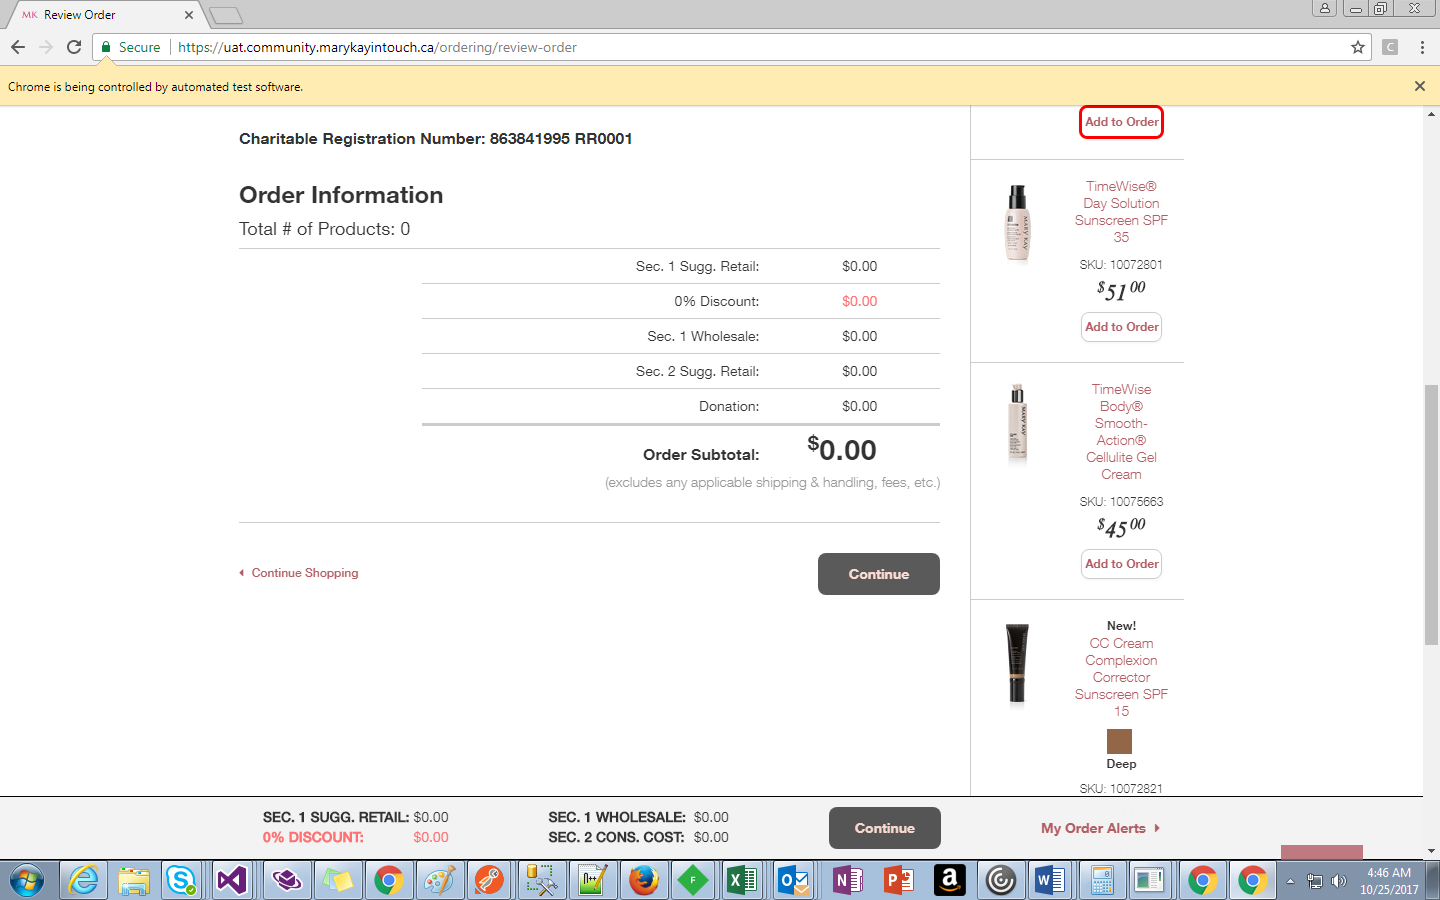 MK Review Order
Secure https://uat.community.marykayintouch.ca/ordering/review-order
Chrome is being controlled by automated test software.
Charitable Registration Number: 863841995 RR0001
Order Information
Total # of Products: 0
Sec. 1 Sugg. Retail: $0.00
0% Discount: $0.00
Sec. 1 Wholesale: $0.00
Sec. 2 Sugg. Retail: $0.00
Donation: $0.00
Order Subtotal: $0.00
(excludes any applicable shipping & handling, fees, etc.)
Continue Shopping
Continue
Add to Order
TimeWise®
Day Solution
Sunscreen SPF
35
SKU: 10072801
$51 00
Add to Order
TimeWise
Body®
Smooth-
Action®
Cellulite Gel
Cream
SKU: 10075663
$45 00
Add to Order
New!
CC Cream
Complexion
Corrector
Sunscreen SPF
15
Deep
SKU: 10072821
SEC. 1 SUGG. RETAIL: $0.00
0% DISCOUNT: $0.00
SEC. 1 WHOLESALE: $0.00
SEC. 2 CONS. COST: $0.00
Continue
My Order Alerts
4:46 AM
10/25/2017